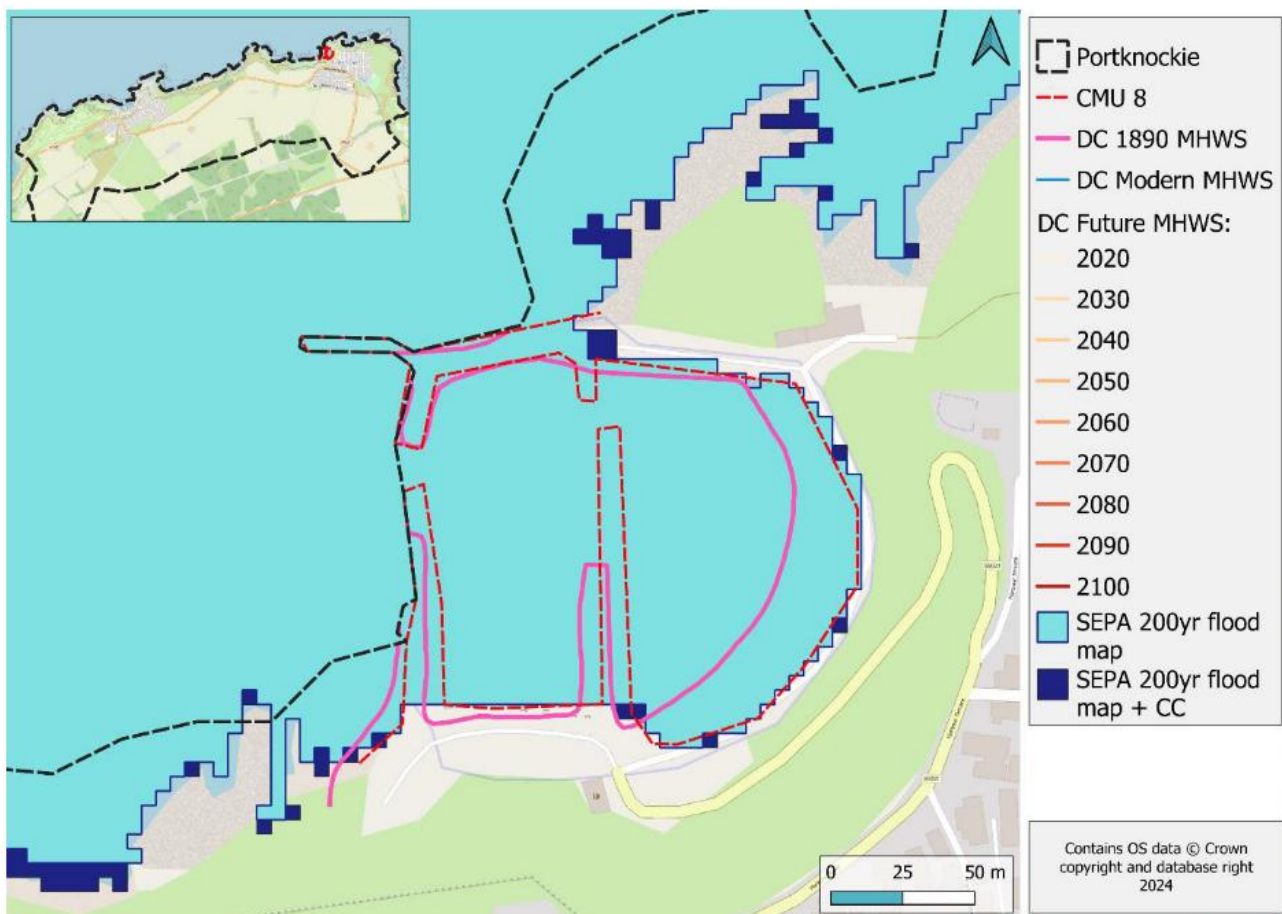 Portknockie
CMU 8
DC 1890 MHWS
DC Modern MHWS
DC Future MHWS:
2020
2030
2040
2050
2060
2070
2080
2090
2100
SEPA 200yr flood
map
SEPA 200yr flood
map + CC
0 25 50 m
Contains OS data © Crown
copyright and database right
2024